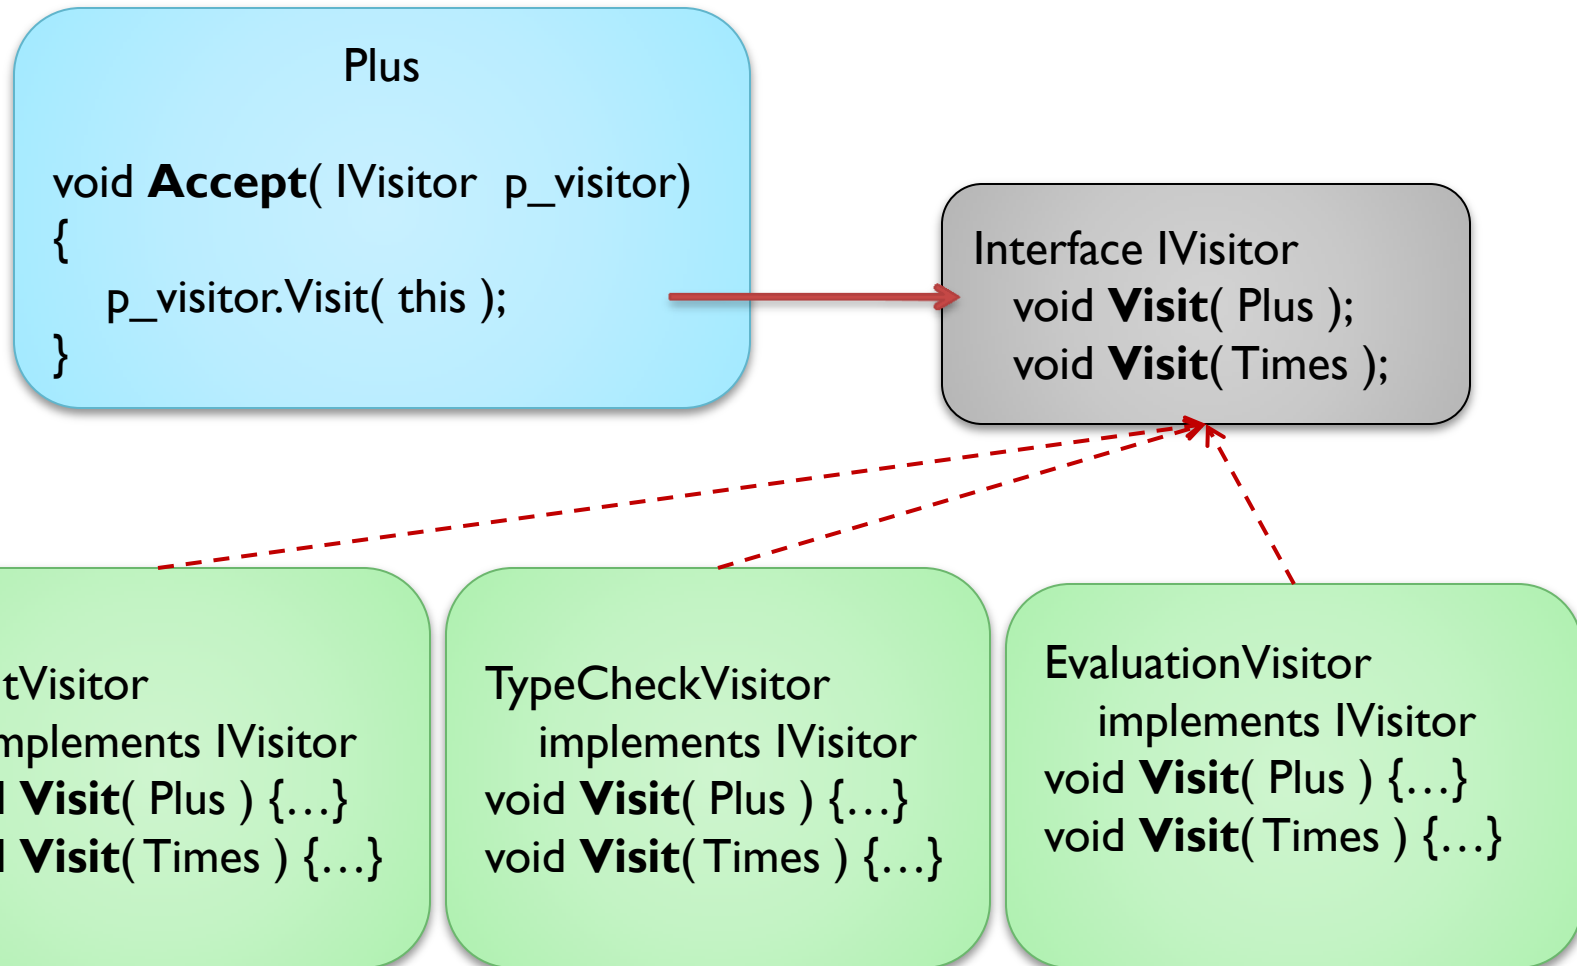 Plus
void Accept( IVisitor p_visitor)
{
p_visitor.Visit( this );
}
Interface IVisitor
void Visit( Plus );
void Visit( Times );
tVisitor
mplements IVisitor
Visit( Plus ) {…}
Visit( Times ) {…}
TypeCheckVisitor
implements IVisitor
void Visit( Plus ) {…}
void Visit( Times ) {…}
EvaluationVisitor
implements IVisitor
void Visit( Plus ) {…}
void Visit( Times ) {…}